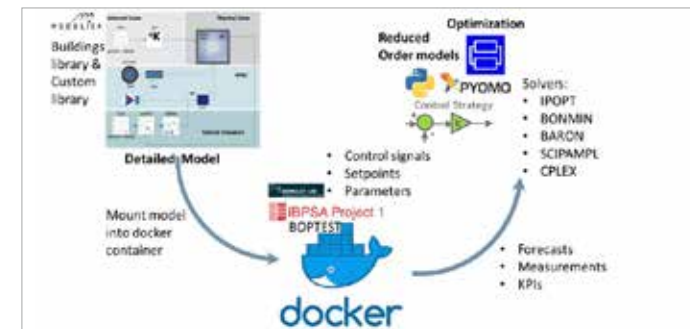 MODELICA
Buildings
library &
Custom
library
°K
Detailed Model
Mount model
into docker
container
Optimization
Reduced
Order models
PYOMO
Control Strategy
Solvers:
• IPOPT
• BONMIN
• BARON
• SCIPAMPL
• CPLEX
• Control signals
• Setpoints
• Parameters
IBPSA Project 1
BOPTEST
docker
• Forecasts
• Measurements
• KPIs